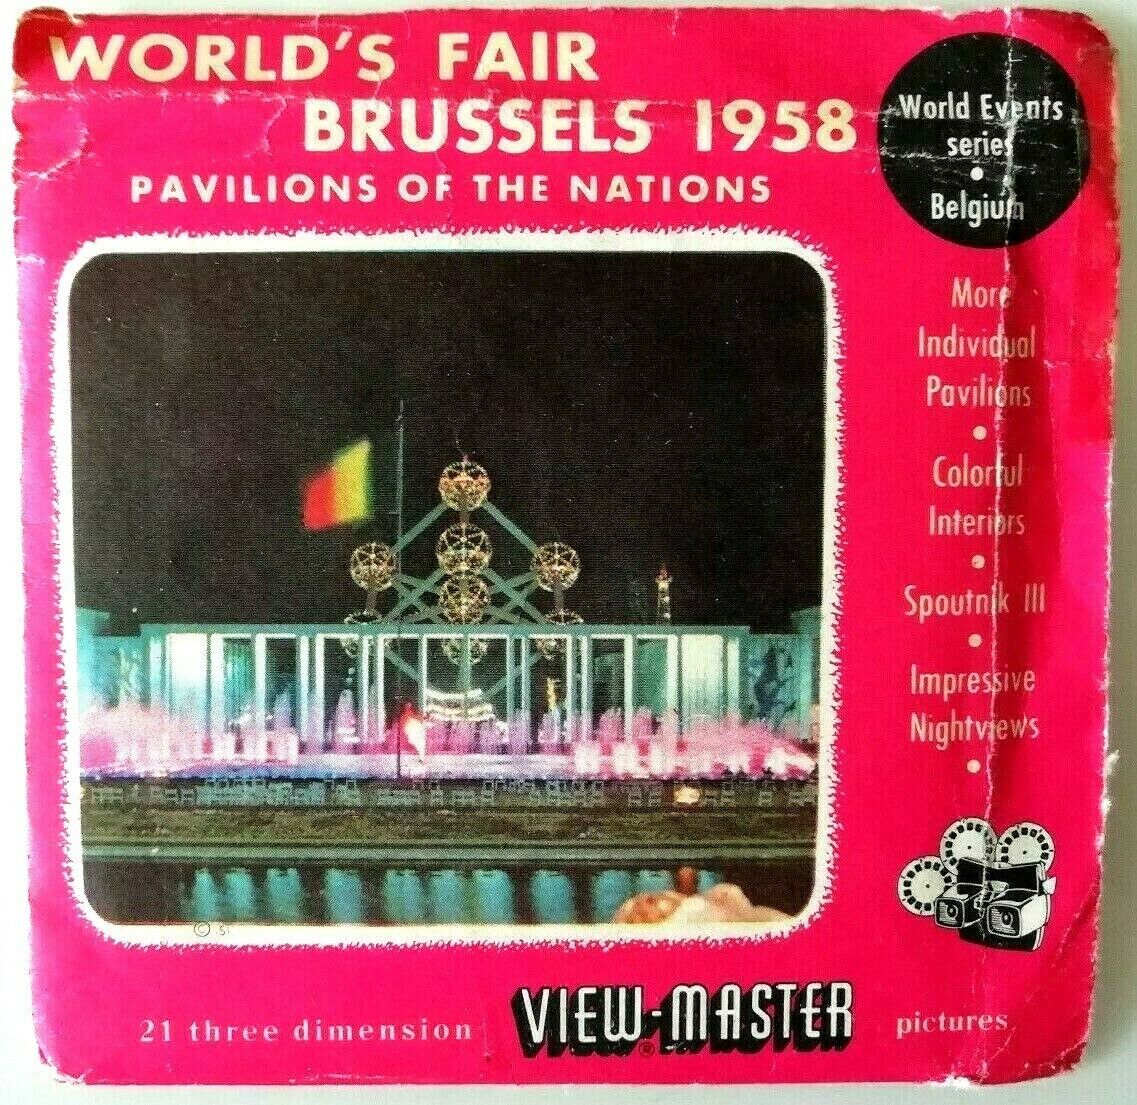 WORLD'S FAIR
BRUSSELS 1958
PAVILIONS OF THE NATIONS
World Events
series
•
Belgium
More
Individual
Pavilions
•
Colorful
Interiors
•
Spoutnik III
•
Impressive
Nightviews
•
21 three dimension VIEW-MASTER® pictures